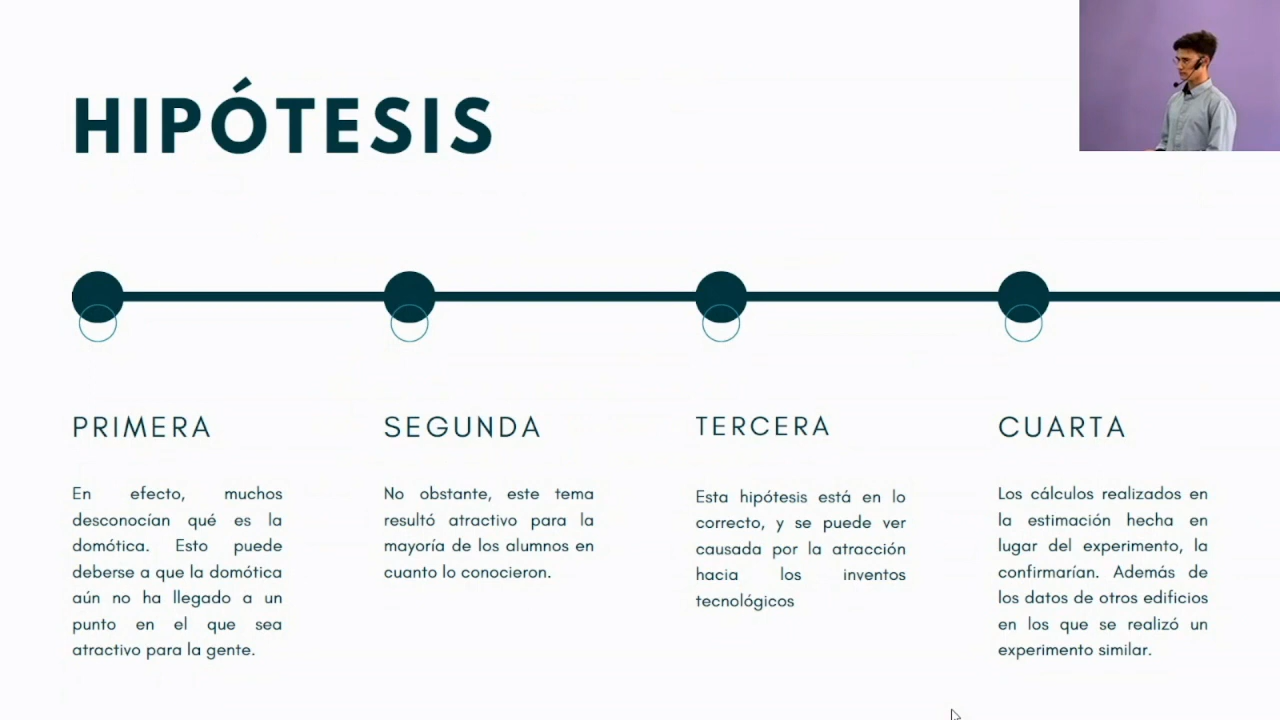 HIPÓTESIS
PRIMERA
En efecto, muchos
desconocían qué es la
domótica. Esto puede
deberse a que la domótica
aún no ha llegado a un
punto en el que sea
atractivo para la gente.
SEGUNDA
No obstante, este tema
resultó atractivo para la
mayoría de los alumnos en
cuanto lo conocieron.
TERCERA
Esta hipótesis está en lo
correcto, y se puede ver
causada por la atracción
hacia los inventos
tecnológicos
CUARTA
Los cálculos realizados en
la estimación hecha en
lugar del experimento, la
confirmarían. Además de
los datos de otros edificios
en los que se realizó un
experimento similar.